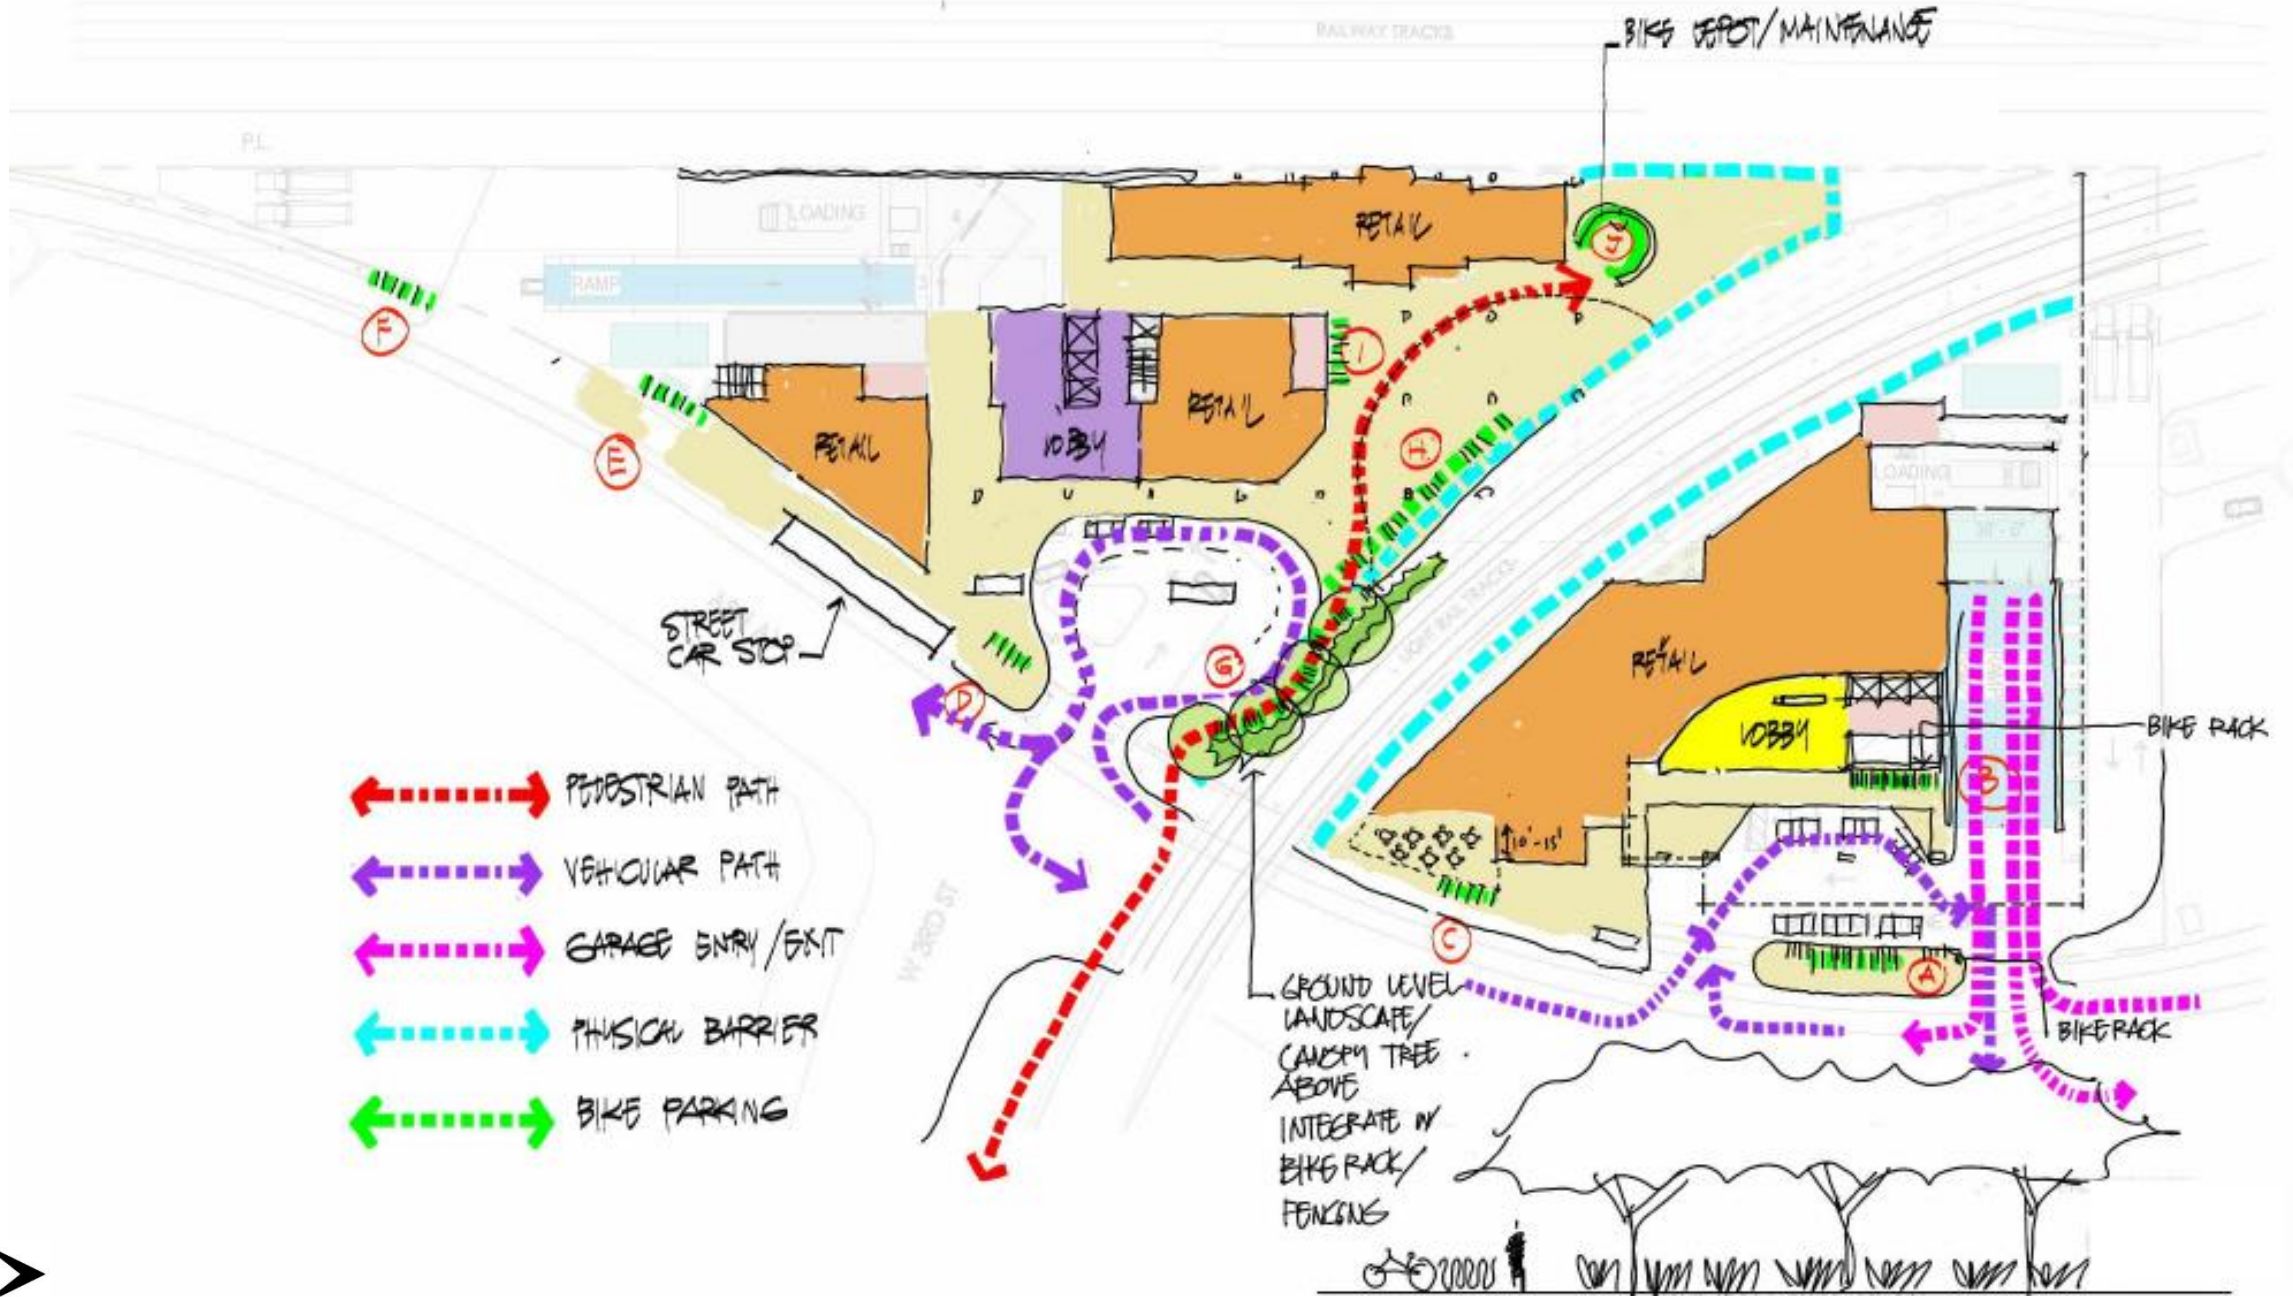 RAILWAY TRACKS
BIKE DEPOT/MAINTENANCE
P.L.
LOADING
RETAIL
J
RAMP
F
I
RETAIL
LOBBY
RETAIL
H
E
LOADING
STREET
CAR STOP
LIGHT RAIL TRACKS
RETAIL
G
D
LOBBY
BIKE RACK
B
PEDESTRIAN PATH
VEHICULAR PATH
GARAGE ENTRY/EXIT
PHYSICAL BARRIER
BIKE PARKING
W 3RD ST
10'-15'
C
A
BIKE RACK
GROUND LEVEL
LANDSCAPE/
CANOPY TREE
ABOVE
INTEGRATE W/
BIKE RACK/
FENCING